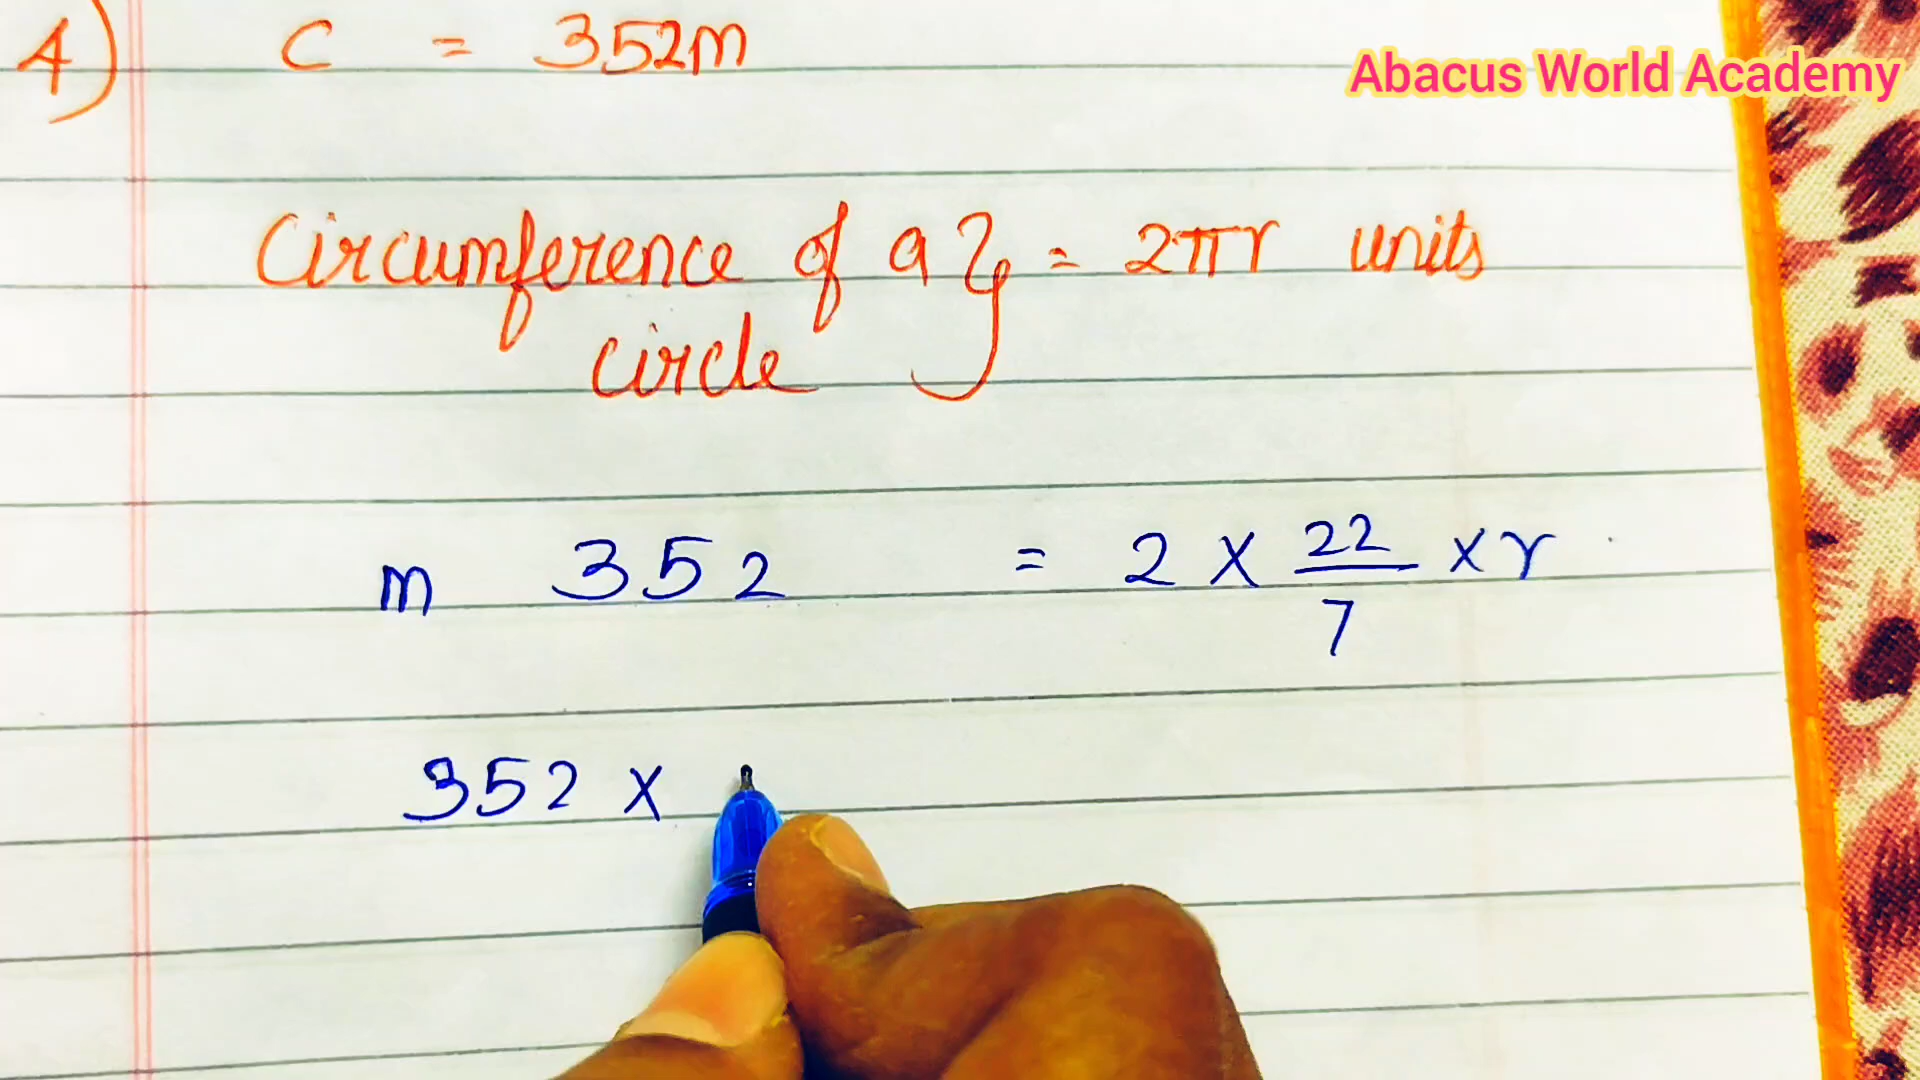 4) C = 352m
Abacus World Academy
Circumference of a } = 2πr units
circle
m 352 = 2 × 22/7 × r
352 ×